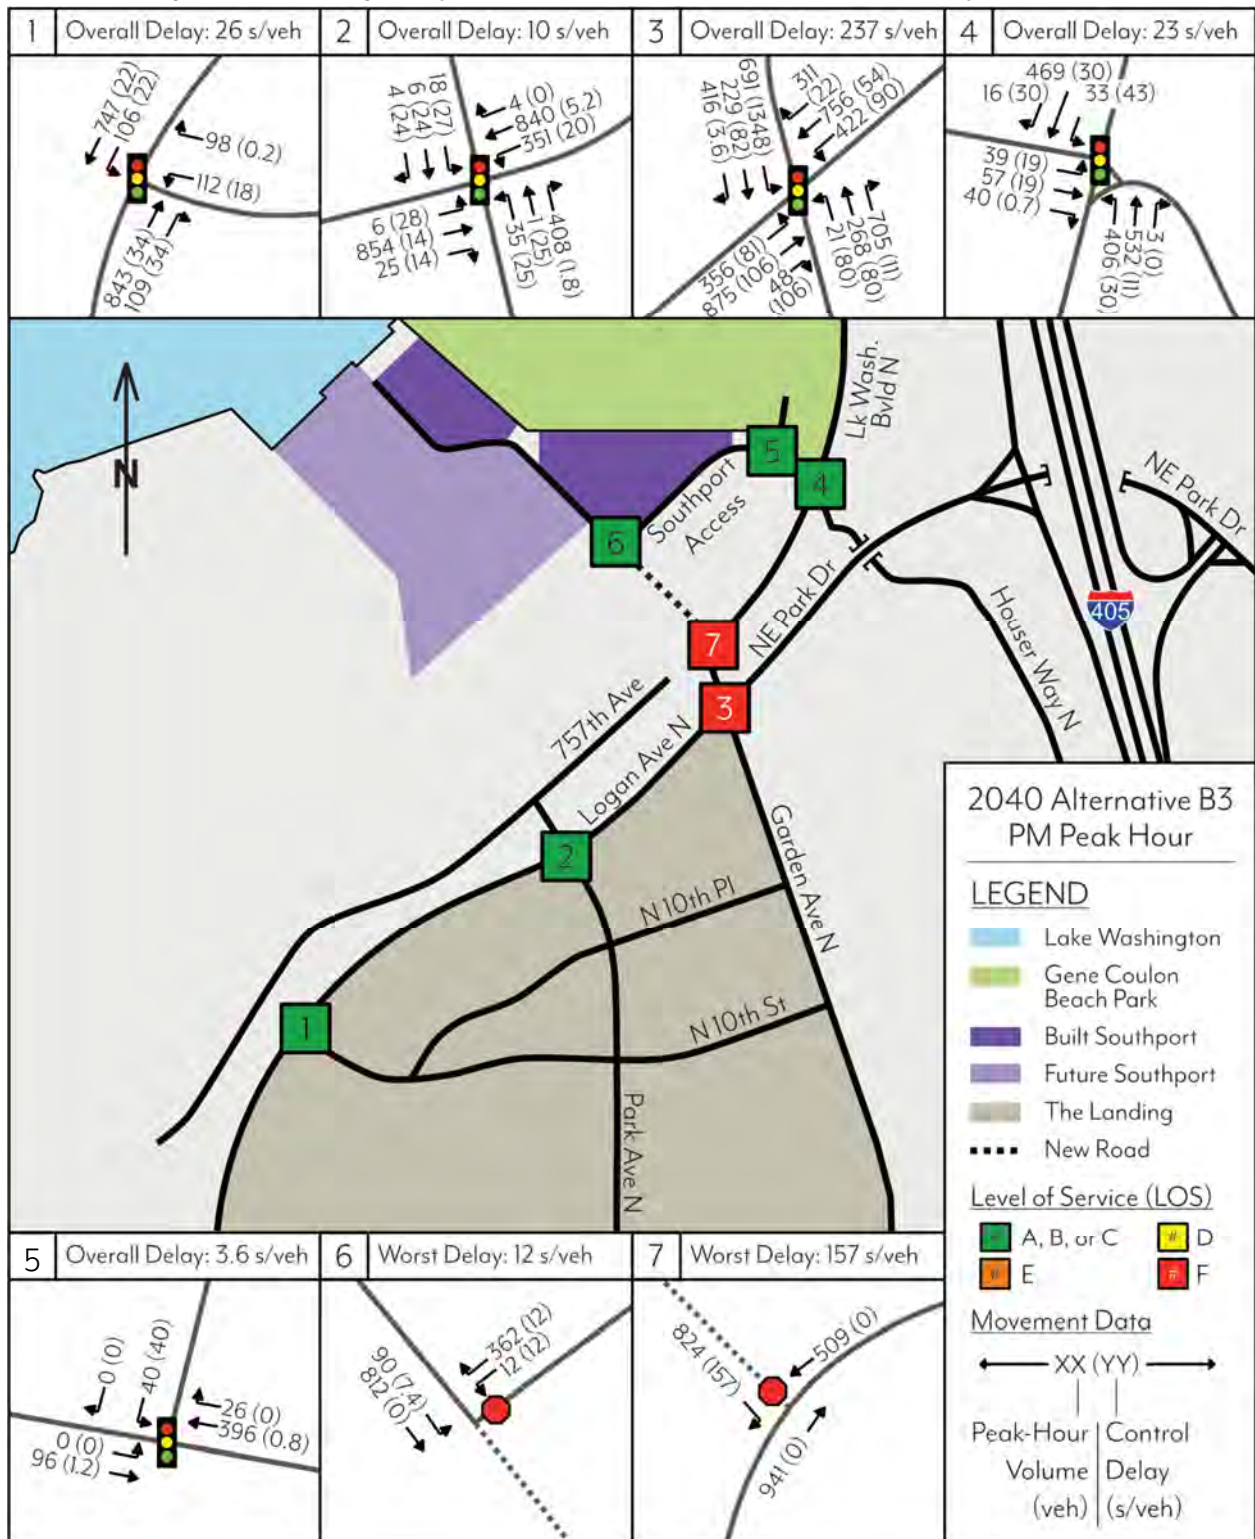 1 Overall Delay: 26 s/veh
747 (22)
106 (22)
98 (0.2)
112 (18)
843 (34)
109 (34)
2 Overall Delay: 10 s/veh
18 (27)
6 (24)
4 (24)
4 (0)
840 (5.2)
351 (20)
6 (28)
854 (14)
25 (14)
408 (1.8)
1 (25)
35 (25)
3 Overall Delay: 237 s/veh
691 (1348)
229 (82)
416 (3.6)
311
(22)
756 (54)
422 (90)
356 (81)
875 (106)
48
(106)
705 (11)
268 (80)
21 (80)
4 Overall Delay: 23 s/veh
469 (30)
16 (30)
33 (43)
39 (19)
57 (19)
40 (0.7)
3 (0)
532 (11)
406 (30)
N
Lk Wash.
Bvld N
5
4
6
Southport
Access
NE Park Dr
NE Park Dr
405
Houser Way N
7
3
757th Ave
Logan Ave N
2
Garden Ave N
N 10th Pl
N 10th St
1
Park Ave N
2040 Alternative B3
PM Peak Hour
LEGEND
Lake Washington
Gene Coulon
Beach Park
Built Southport
Future Southport
The Landing
New Road
Level of Service (LOS)
# A, B, or C
# D
# E
# F
Movement Data
XX (YY)
Peak-Hour Control
Volume Delay
(veh) (s/veh)
5 Overall Delay: 3.6 s/veh
0 (0)
40 (40)
26 (0)
396 (0.8)
0 (0)
96 (1.2)
6 Worst Delay: 12 s/veh
362 (12)
12 (12)
90 (7.4)
812 (0)
7 Worst Delay: 157 s/veh
824 (157)
509 (0)
941 (0)